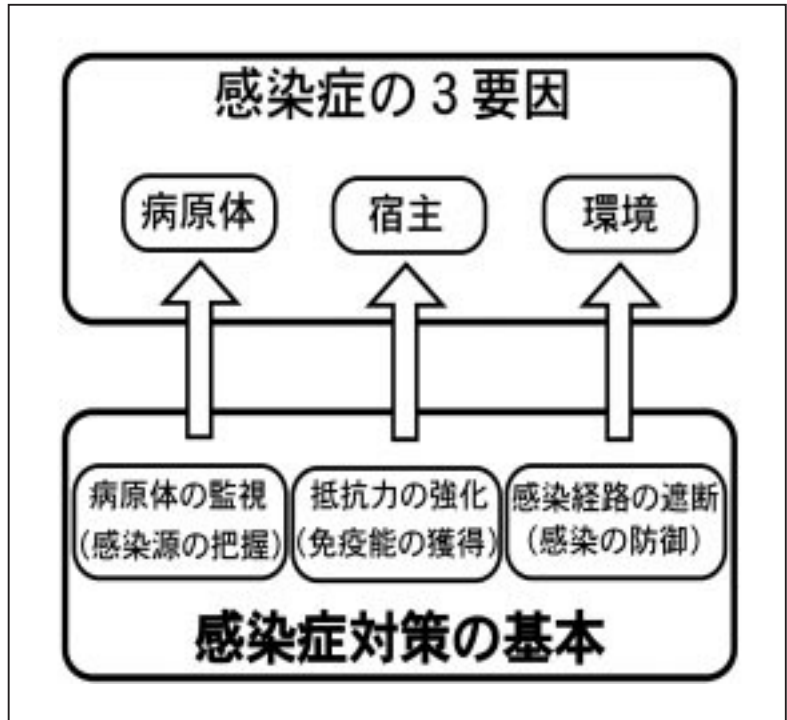 感染症の3要因
病原体
宿主
環境
病原体の監視
(感染源の把握)
抵抗力の強化
(免疫能の獲得)
感染経路の遮断
(感染の防御)
感染症対策の基本